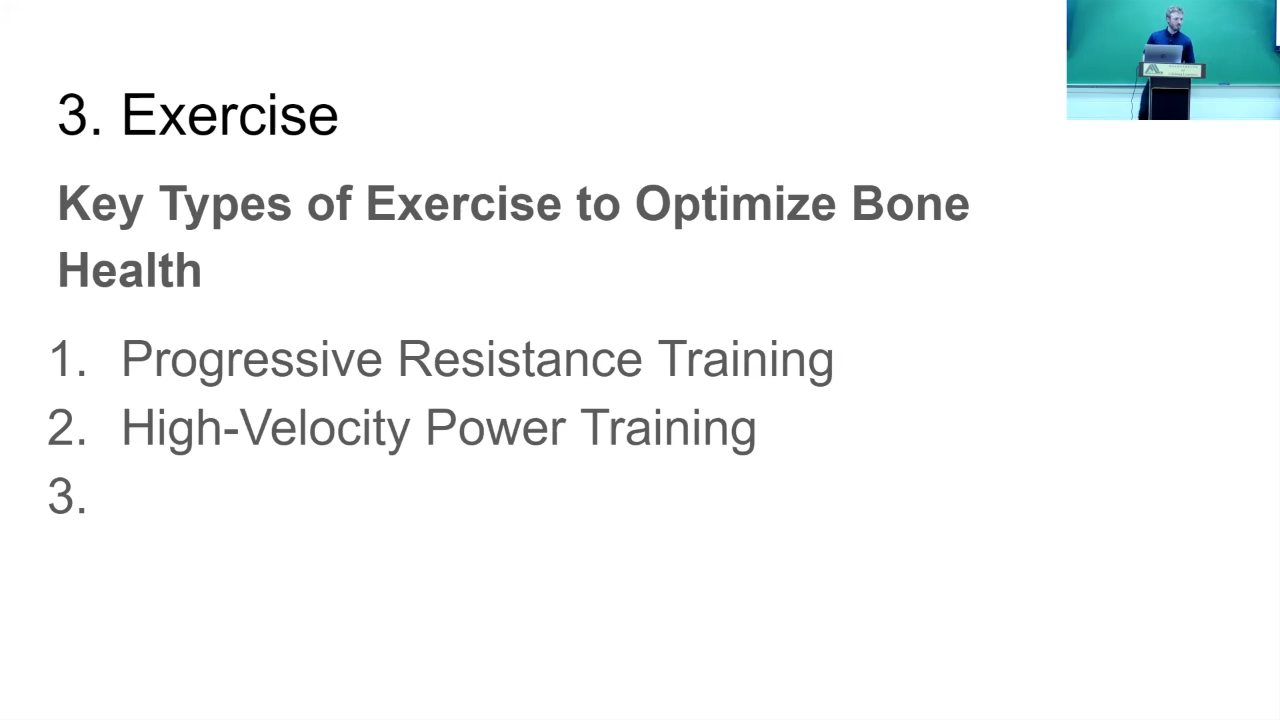 3. Exercise
Key Types of Exercise to Optimize Bone
Health
1. Progressive Resistance Training
2. High-Velocity Power Training
3.